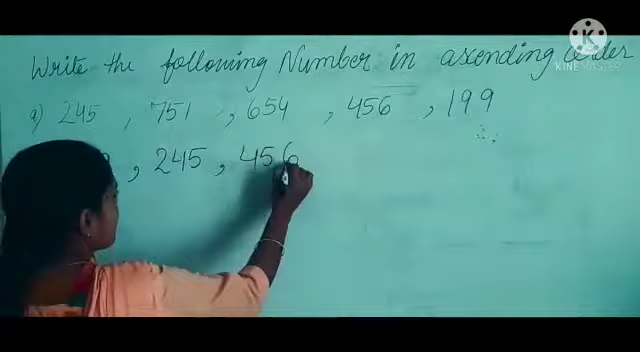 Write the following Number in ascending order
a) 245 , 751 , 654 , 456 , 199
, 245 , 456
K
KINEMASTER